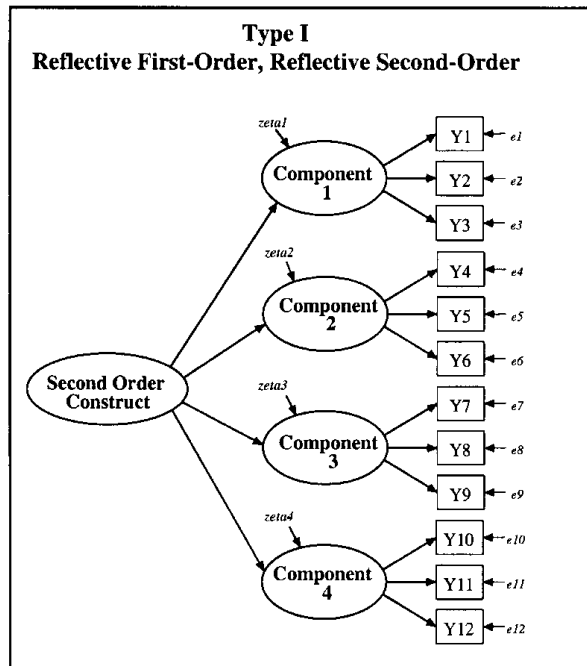 Type I
Reflective First-Order, Reflective Second-Order
zeta1
Component
1
Y1
e1
Y2
e2
Y3
e3
zeta2
Component
2
Y4
e4
Y5
e5
Y6
e6
Second Order
Construct
zeta3
Component
3
Y7
e7
Y8
e8
Y9
e9
zeta4
Component
4
Y10
e10
Y11
e11
Y12
e12